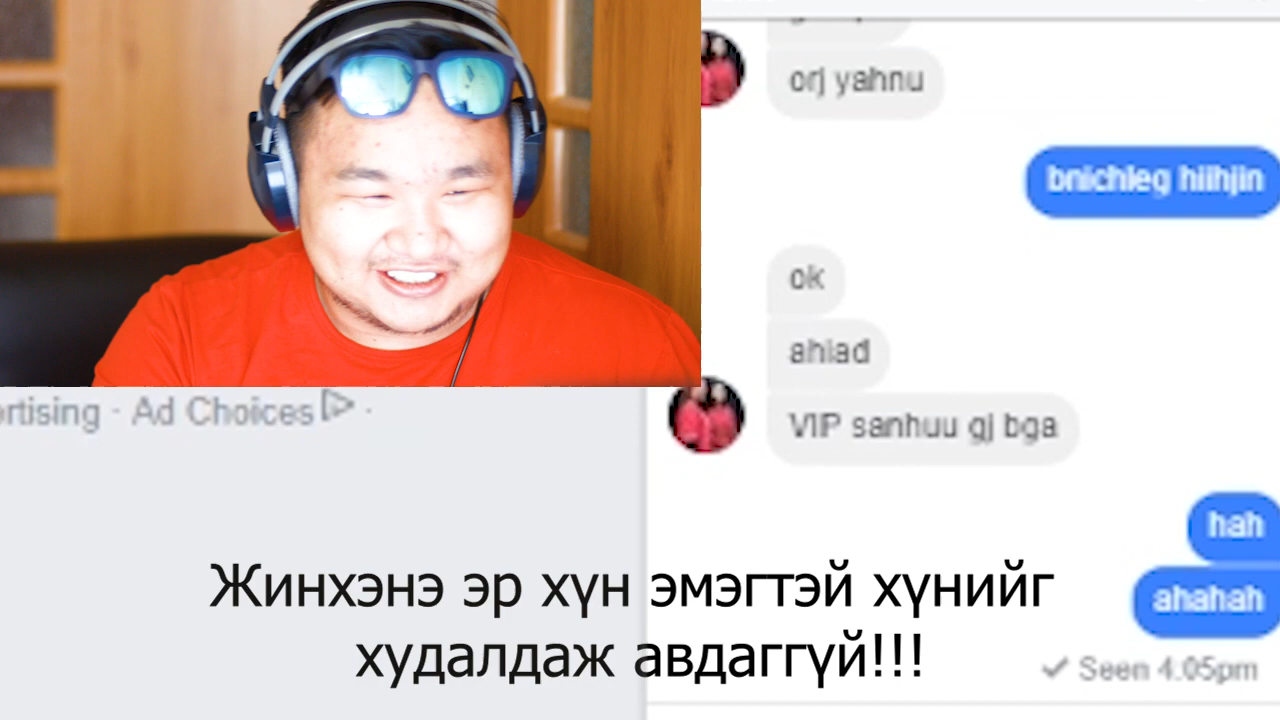 orj yahnu
bnichleg hiihjin
ok
ahiad
VIP sanhuu gj bga
rtising · Ad Choices ·
hah
Жинхэнэ эр хүн эмэгтэй хүнийг
ahahah
худалдаж авдаггүй!!!
Seen 4:05pm